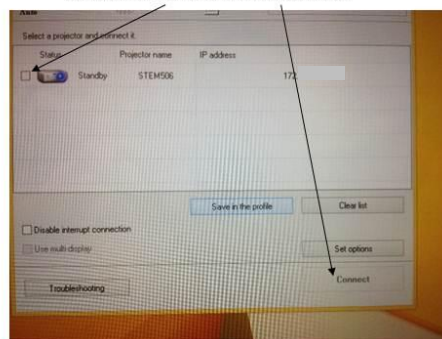 Select a projector and connect it.
Status Projector name IP address
Standby STEM506 172
Save in the profile Clear list
Disable interrupt connection
Use multi-display Set options
Connect
Troubleshooting